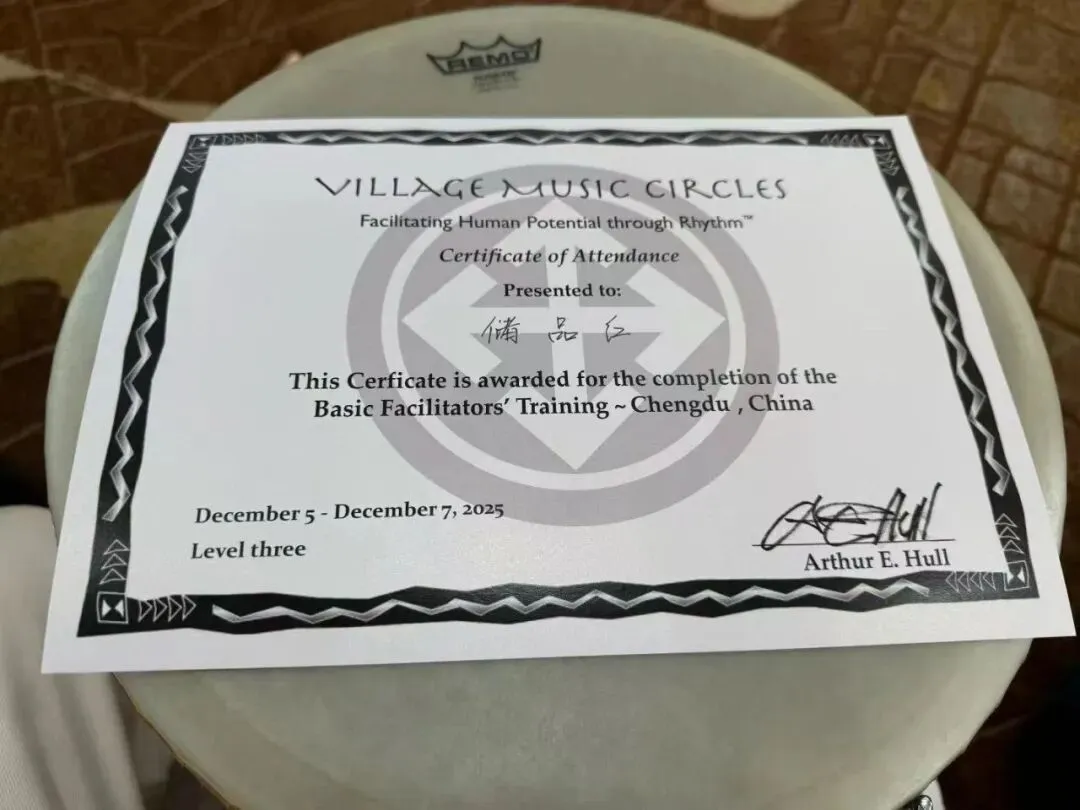 REMO
VILLAGE MUSIC CIRCLES
Facilitating Human Potential through Rhythm™
Certificate of Attendance
Presented to:
品红
This Cerficate is awarded for the completion of the
Basic Facilitators’ Training ~ Chengdu , China
December 5 - December 7, 2025
Level three
Arthur E. Hull